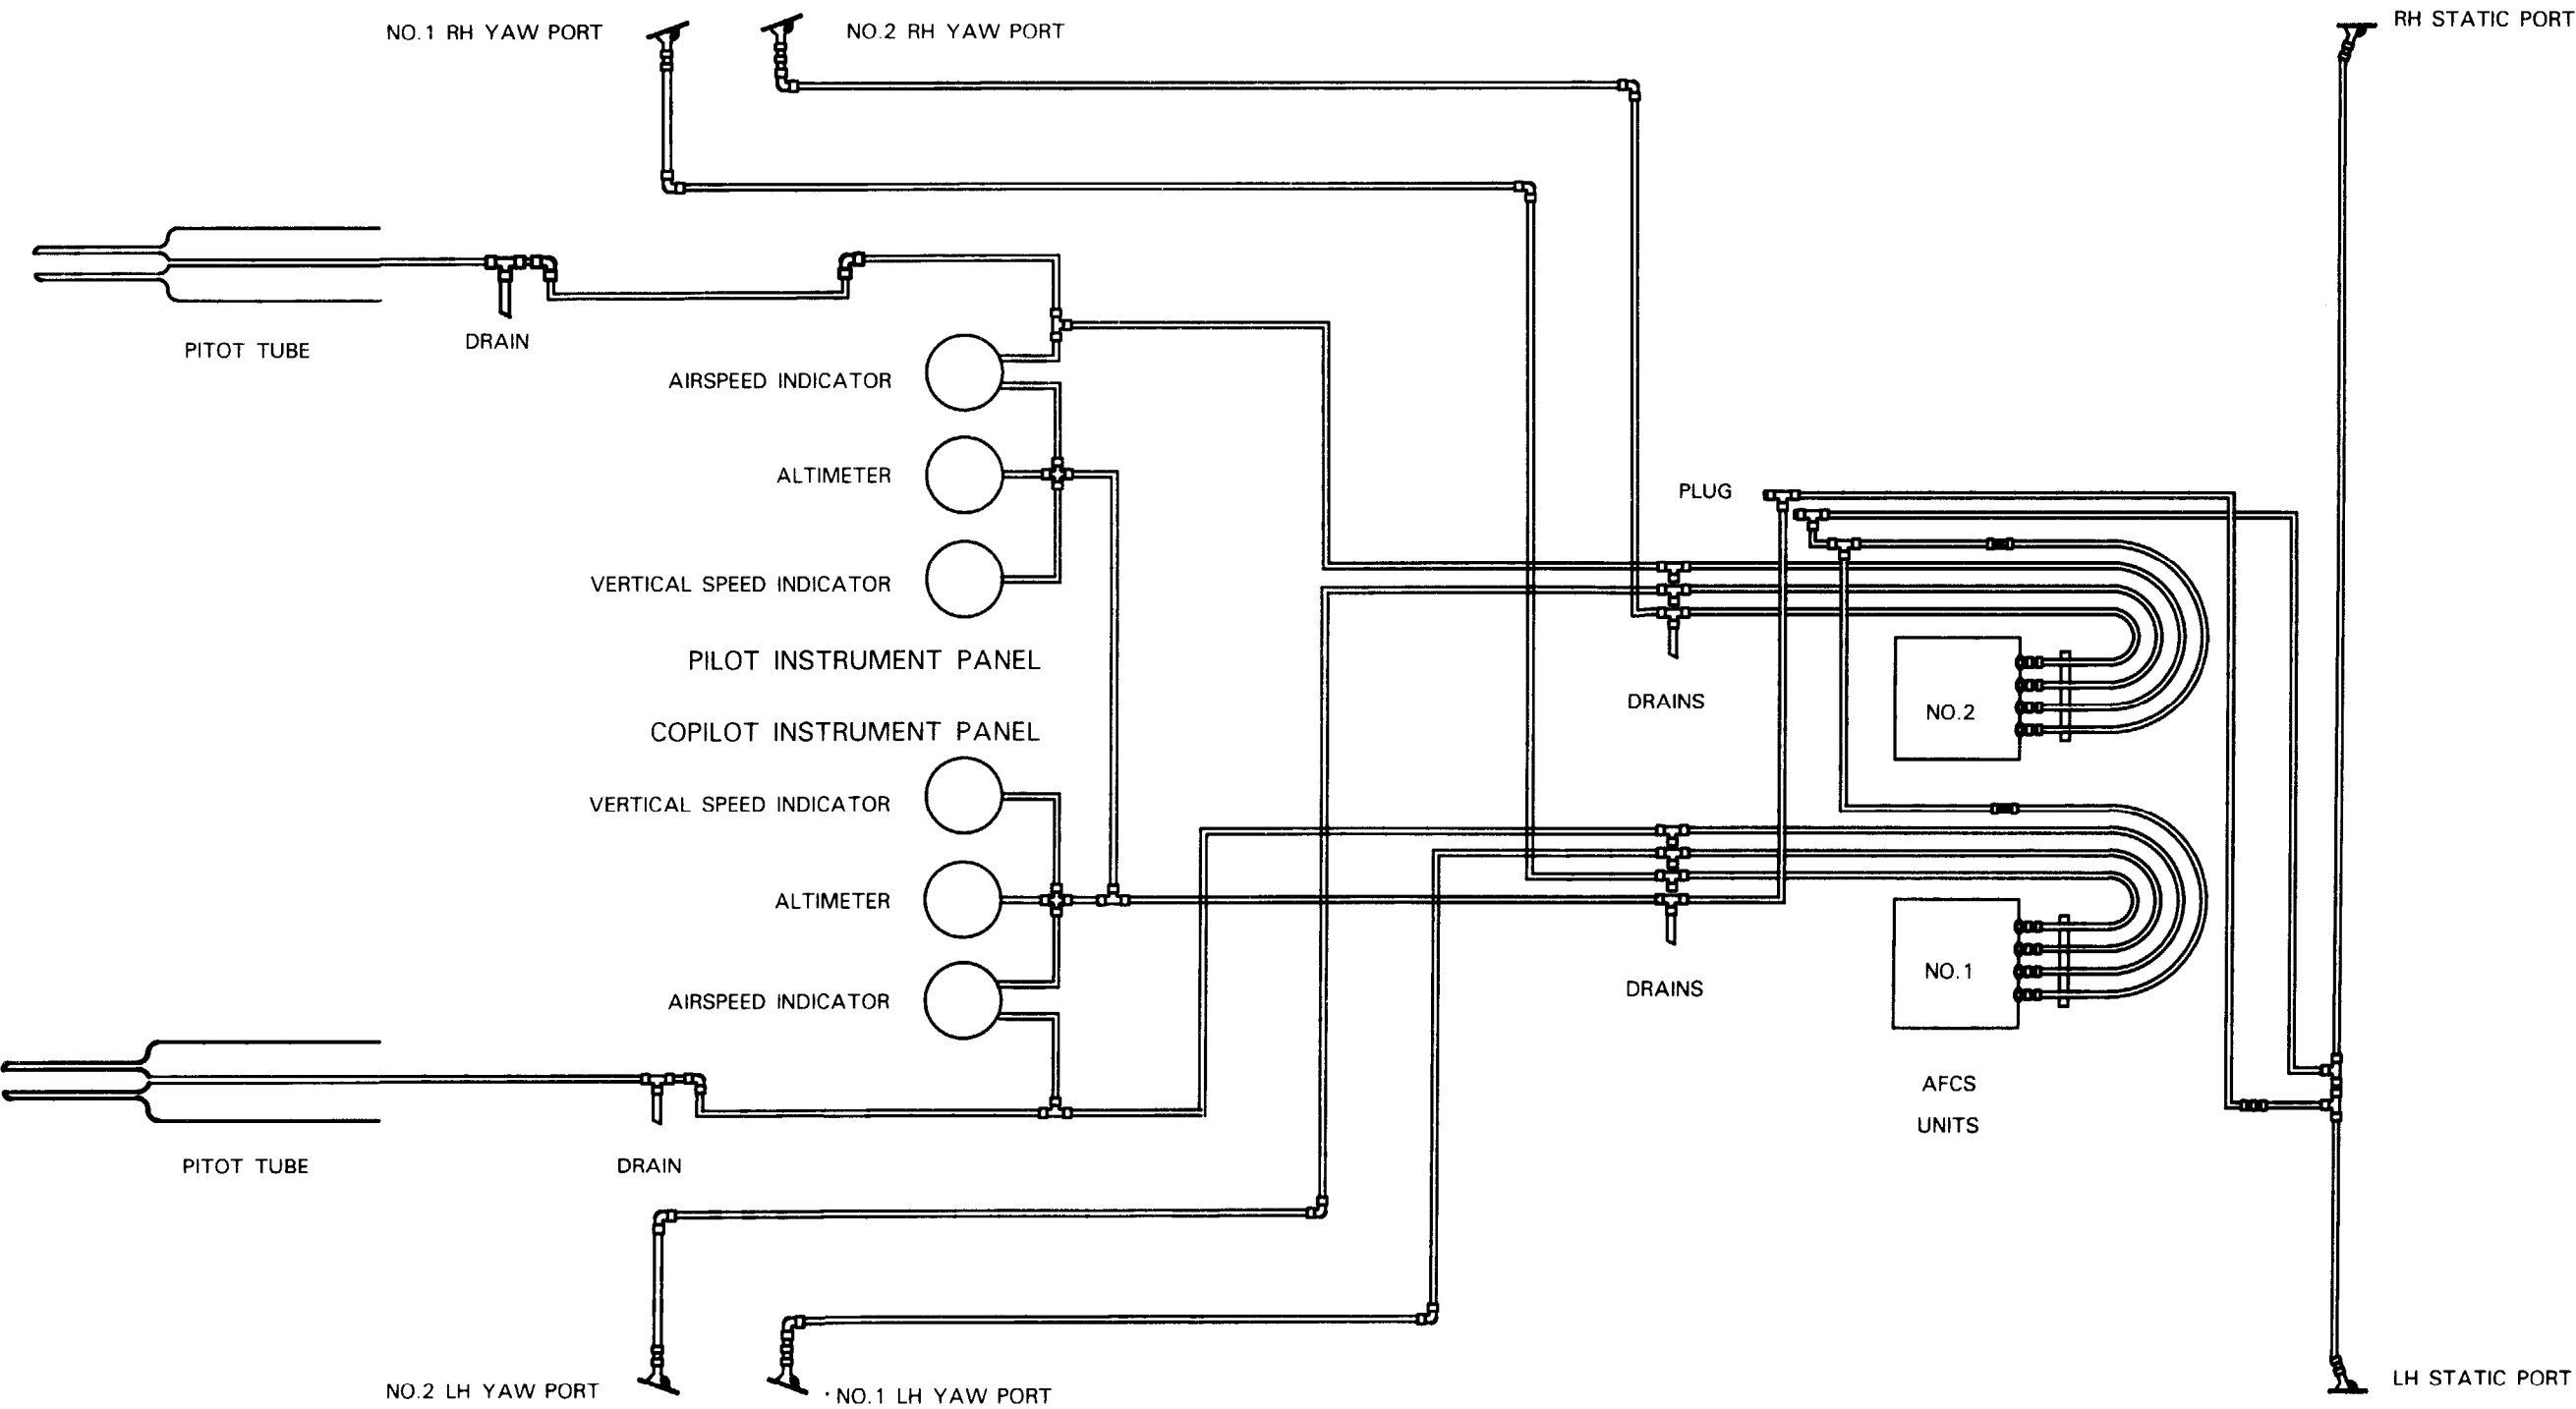 RH STATIC PORT
NO.1 RH YAW PORT
NO.2 RH YAW PORT
PITOT TUBE
DRAIN
AIRSPEED INDICATOR
ALTIMETER
PLUG
VERTICAL SPEED INDICATOR
PILOT INSTRUMENT PANEL
DRAINS
NO.2
COPILOT INSTRUMENT PANEL
VERTICAL SPEED INDICATOR
ALTIMETER
NO.1
DRAINS
AIRSPEED INDICATOR
AFCS
UNITS
PITOT TUBE
DRAIN
NO.2 LH YAW PORT
NO.1 LH YAW PORT
LH STATIC PORT